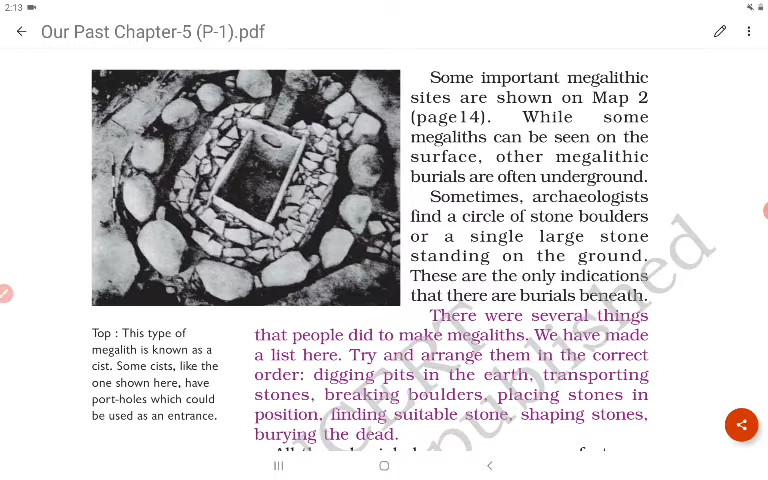 2:13
Our Past Chapter-5 (P-1).pdf
Some important megalithic
sites are shown on Map 2
(page14). While some
megaliths can be seen on the
surface, other megalithic
burials are often underground.
Sometimes, archaeologists
find a circle of stone boulders
or a single large stone
standing on the ground.
These are the only indications
that there are burials beneath.
There were several things
that people did to make megaliths. We have made
a list here. Try and arrange them in the correct
order: digging pits in the earth, transporting
stones, breaking boulders, placing stones in
position, finding suitable stone, shaping stones,
burying the dead.
Top : This type of
megalith is known as a
cist. Some cists, like the
one shown here, have
port-holes which could
be used as an entrance.